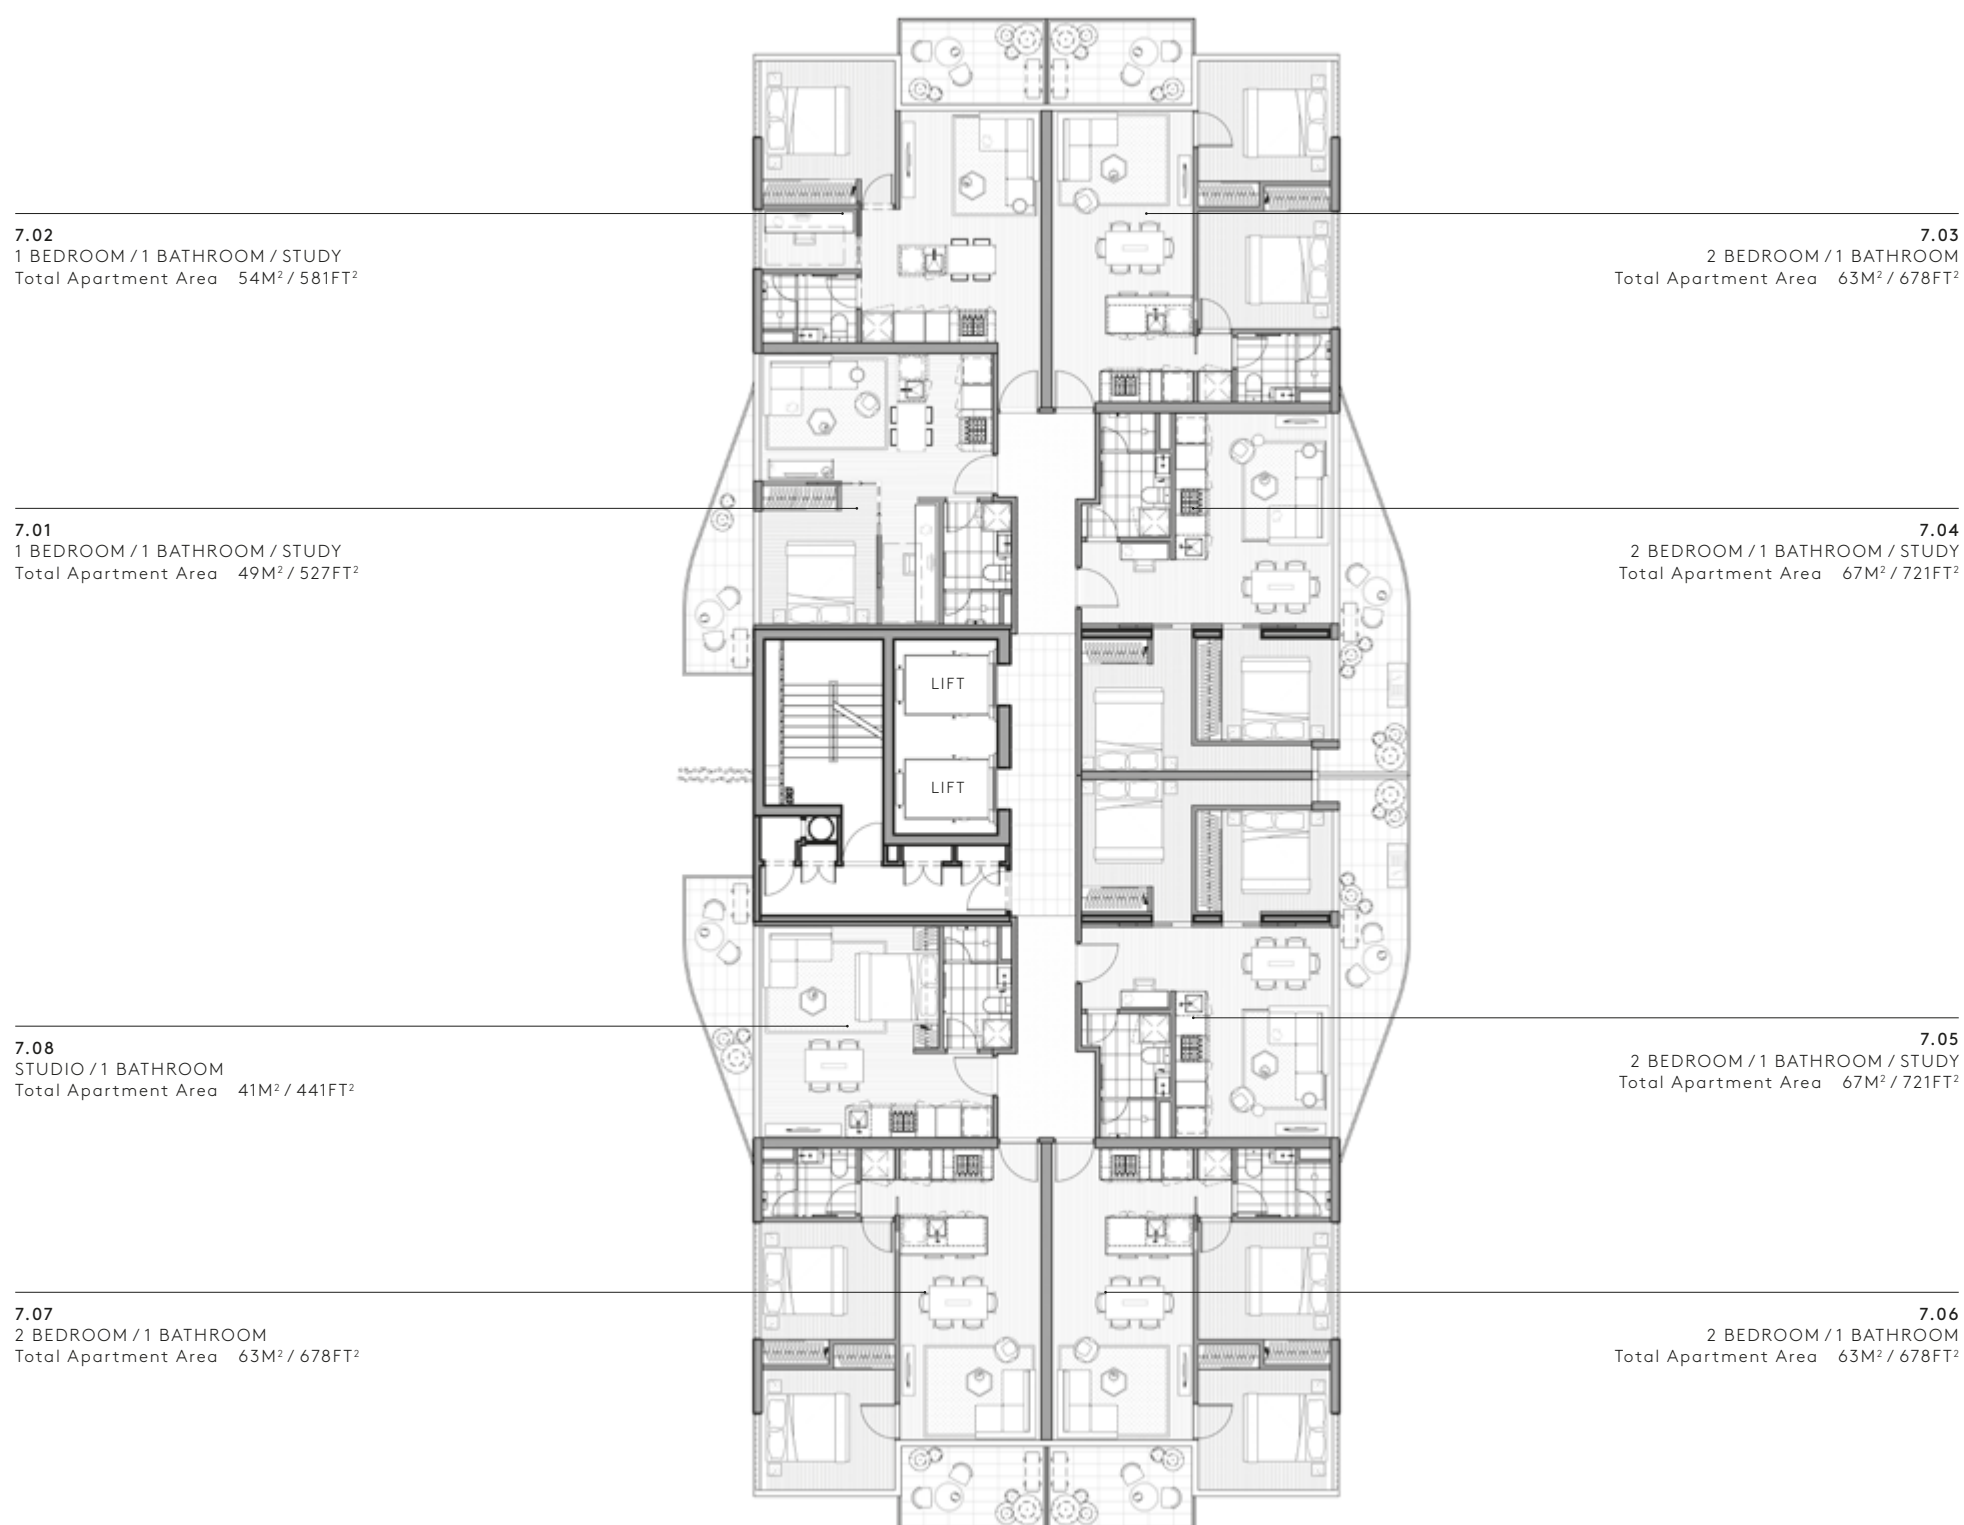 7.02
1 BEDROOM / 1 BATHROOM / STUDY
Total Apartment Area 54M² / 581FT²
7.03
2 BEDROOM / 1 BATHROOM
Total Apartment Area 63M² / 678FT²
7.01
1 BEDROOM / 1 BATHROOM / STUDY
Total Apartment Area 49M² / 527FT²
7.04
2 BEDROOM / 1 BATHROOM / STUDY
Total Apartment Area 67M² / 721FT²
LIFT
LIFT
7.08
STUDIO / 1 BATHROOM
Total Apartment Area 41M² / 441FT²
7.05
2 BEDROOM / 1 BATHROOM / STUDY
Total Apartment Area 67M² / 721FT²
7.07
2 BEDROOM / 1 BATHROOM
Total Apartment Area 63M² / 678FT²
7.06
2 BEDROOM / 1 BATHROOM
Total Apartment Area 63M² / 678FT²